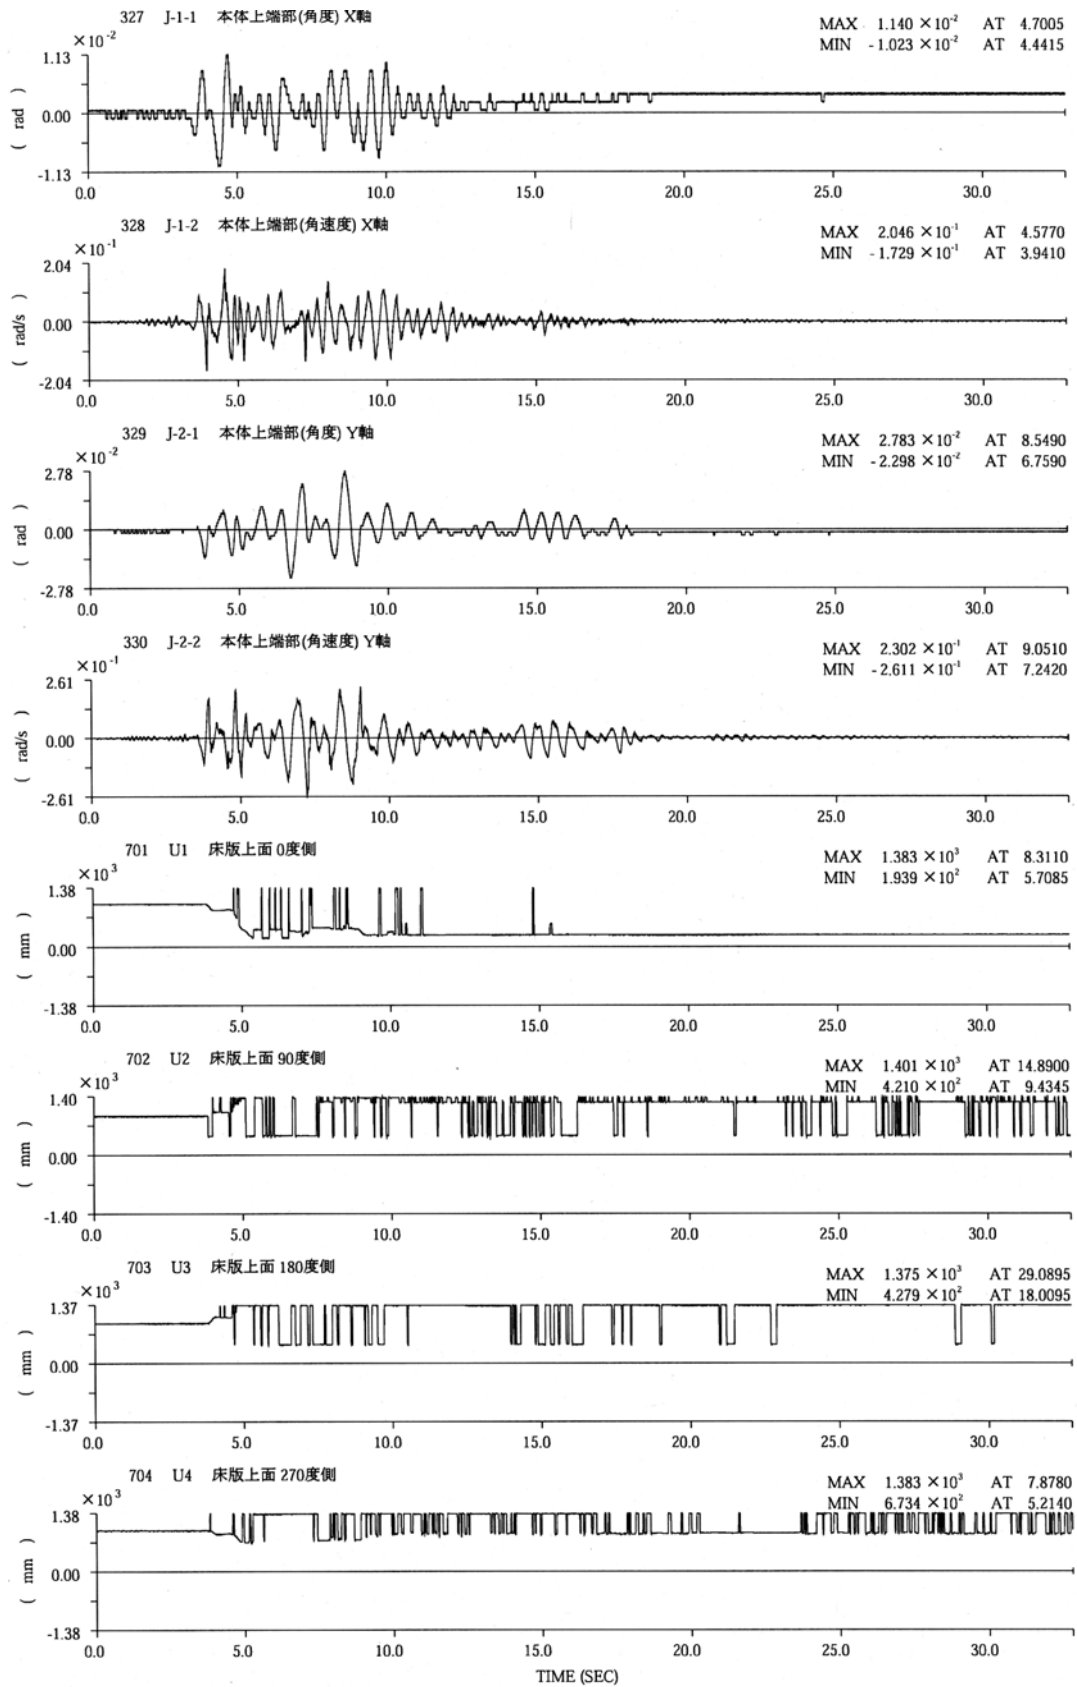 327 J-1-1 本体上端部(角度) X軸
MAX 1.140 ×10⁻² AT 4.7005
MIN -1.023 ×10⁻² AT 4.4415
×10⁻²
1.13
0.00
-1.13
( rad )
0.0 5.0 10.0 15.0 20.0 25.0 30.0
328 J-1-2 本体上端部(角速度) X軸
MAX 2.046 ×10⁻¹ AT 4.5770
MIN -1.729 ×10⁻¹ AT 3.9410
×10⁻¹
2.04
0.00
-2.04
( rad/s )
0.0 5.0 10.0 15.0 20.0 25.0 30.0
329 J-2-1 本体上端部(角度) Y軸
MAX 2.783 ×10⁻² AT 8.5490
MIN -2.298 ×10⁻² AT 6.7590
×10⁻²
2.78
0.00
-2.78
( rad )
0.0 5.0 10.0 15.0 20.0 25.0 30.0
330 J-2-2 本体上端部(角速度) Y軸
MAX 2.302 ×10⁻¹ AT 9.0510
MIN -2.611 ×10⁻¹ AT 7.2420
×10⁻¹
2.61
0.00
-2.61
( rad/s )
0.0 5.0 10.0 15.0 20.0 25.0 30.0
701 U1 床版上面 0度側
MAX 1.383 ×10³ AT 8.3110
MIN 1.939 ×10² AT 5.7085
×10³
1.38
0.00
-1.38
( mm )
0.0 5.0 10.0 15.0 20.0 25.0 30.0
702 U2 床版上面 90度側
MAX 1.401 ×10³ AT 14.8900
MIN 4.210 ×10² AT 9.4345
×10³
1.40
0.00
-1.40
( mm )
0.0 5.0 10.0 15.0 20.0 25.0 30.0
703 U3 床版上面 180度側
MAX 1.375 ×10³ AT 29.0895
MIN 4.279 ×10² AT 18.0095
×10³
1.37
0.00
-1.37
( mm )
0.0 5.0 10.0 15.0 20.0 25.0 30.0
704 U4 床版上面 270度側
MAX 1.383 ×10³ AT 7.8780
MIN 6.734 ×10² AT 5.2140
×10³
1.38
0.00
-1.38
( mm )
0.0 5.0 10.0 15.0 20.0 25.0 30.0
TIME (SEC)